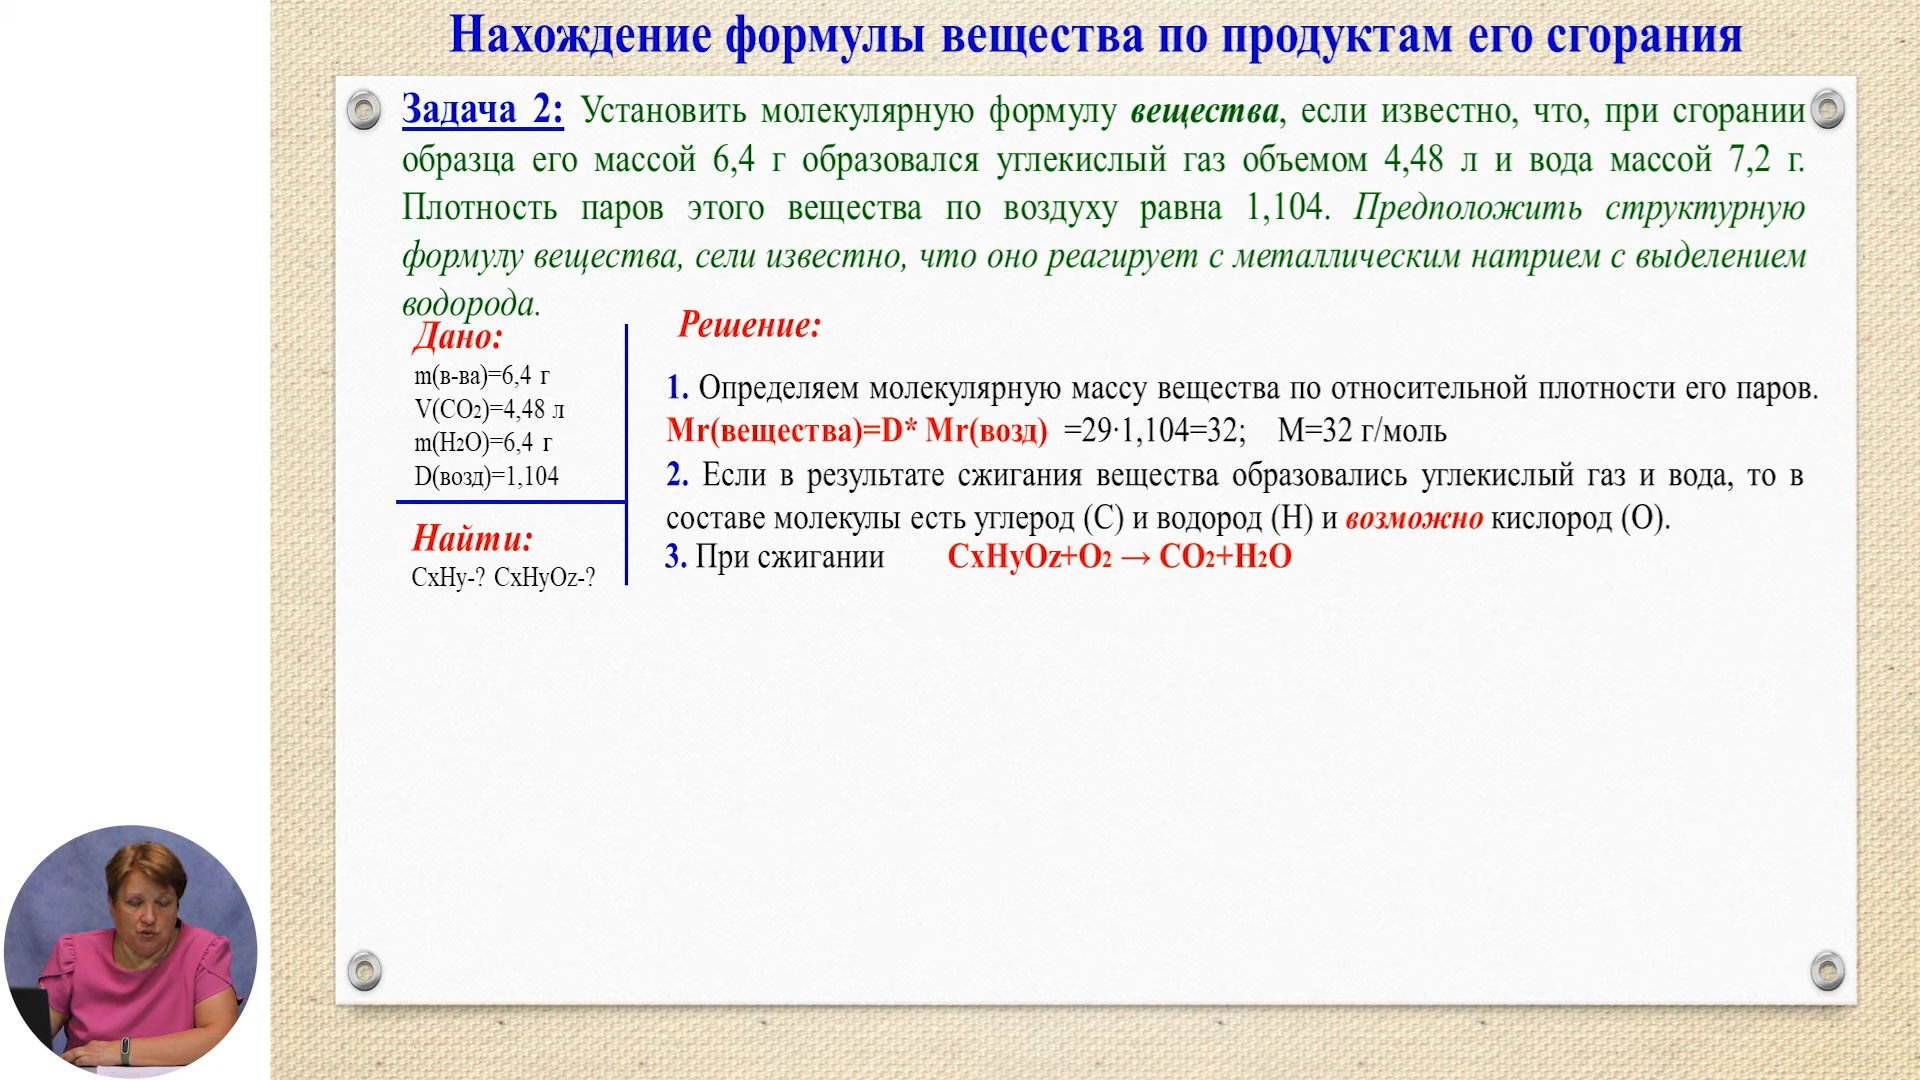 Нахождение формулы вещества по продуктам его сгорания
Задача 2: Установить молекулярную формулу вещества, если известно, что, при сгорании
образца его массой 6,4 г образовался углекислый газ объемом 4,48 л и вода массой 7,2 г.
Плотность паров этого вещества по воздуху равна 1,104. Предположить структурную
формулу вещества, сели известно, что оно реагирует с металлическим натрием с выделением
водорода.
Дано:
m(в-ва)=6,4 г
V(CO2)=4,48 л
m(H2O)=6,4 г
D(возд)=1,104
Найти:
CxHy-? CxHyOz-?
Решение:
1. Определяем молекулярную массу вещества по относительной плотности его паров.
Mr(вещества)=D* Mr(возд) =29·1,104=32; M=32 г/моль
2. Если в результате сжигания вещества образовались углекислый газ и вода, то в
составе молекулы есть углерод (С) и водород (Н) и возможно кислород (О).
3. При сжигании CxHyOz+O2 → CO2+H2O